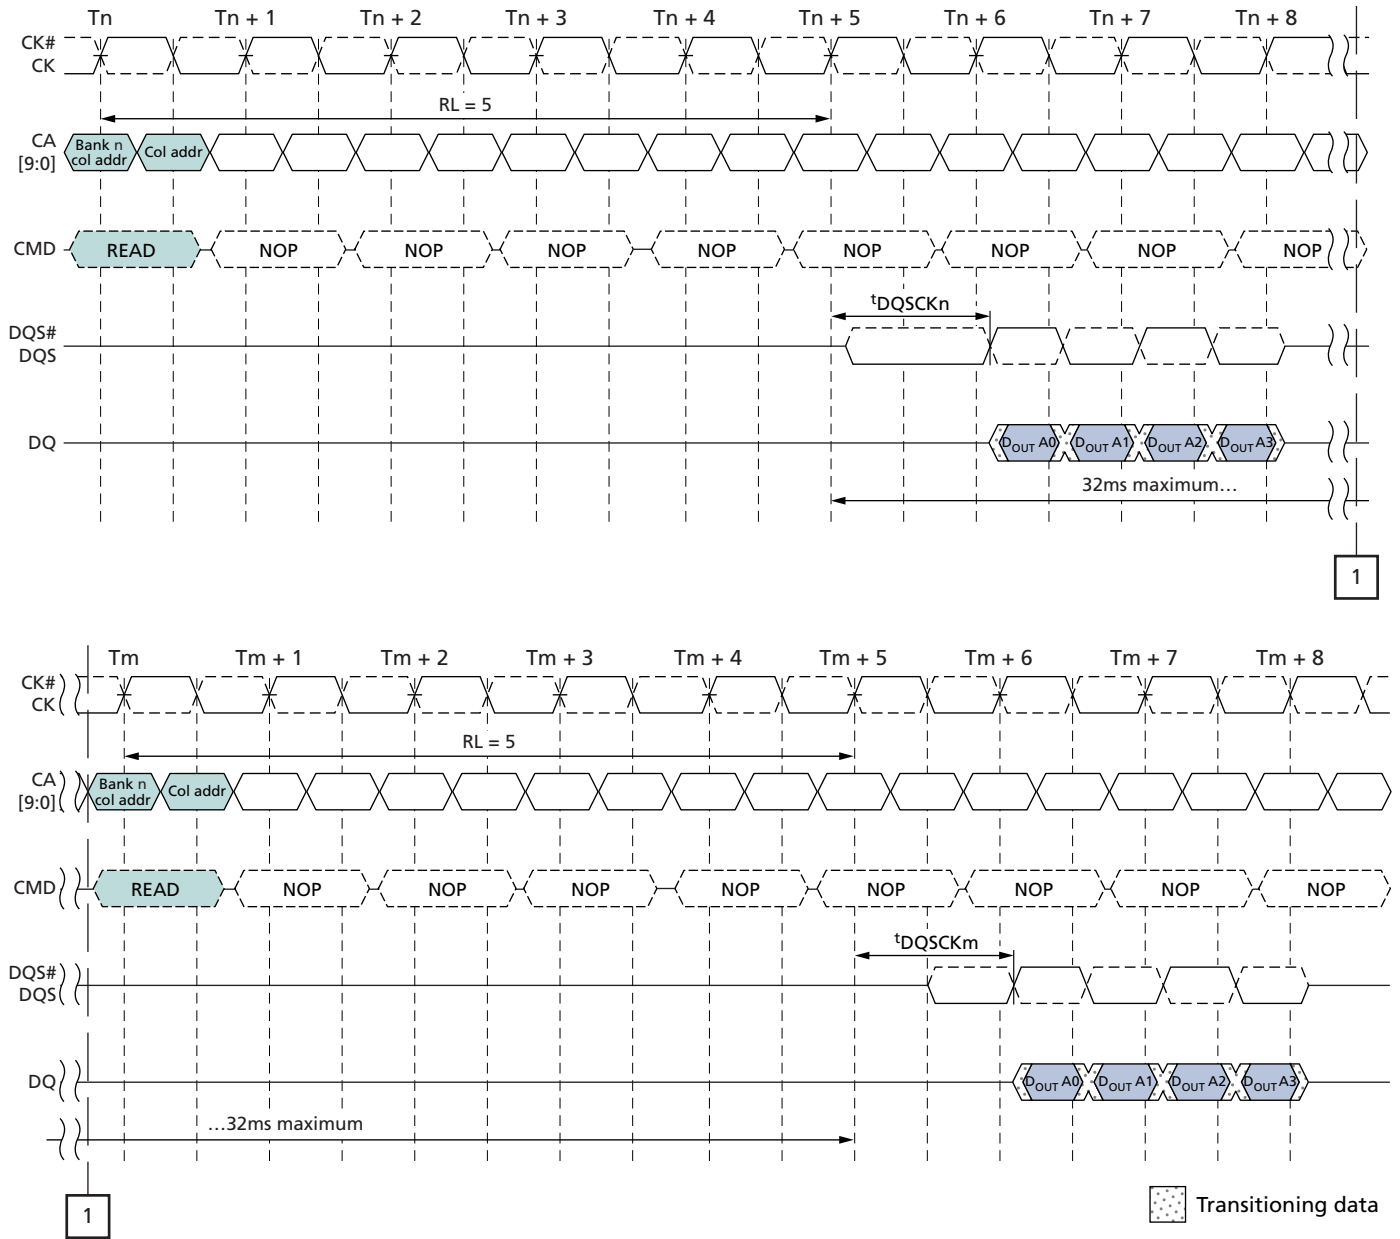 Tn Tn + 1 Tn + 2 Tn + 3 Tn + 4 Tn + 5 Tn + 6 Tn + 7 Tn + 8
CK#
CK
RL = 5
CA
[9:0]
Bank n
col addr
Col addr
CMD READ NOP NOP NOP NOP NOP NOP NOP NOP
tDQSCKn
DQS#
DQS
DQ DOUT A0 DOUT A1 DOUT A2 DOUT A3
32ms maximum…
1
Tm Tm + 1 Tm + 2 Tm + 3 Tm + 4 Tm + 5 Tm + 6 Tm + 7 Tm + 8
CK#
CK
RL = 5
CA
[9:0]
Bank n
col addr
Col addr
CMD READ NOP NOP NOP NOP NOP NOP NOP NOP
tDQSCKm
DQS#
DQS
DQ DOUT A0 DOUT A1 DOUT A2 DOUT A3
…32ms maximum
1
Transitioning data